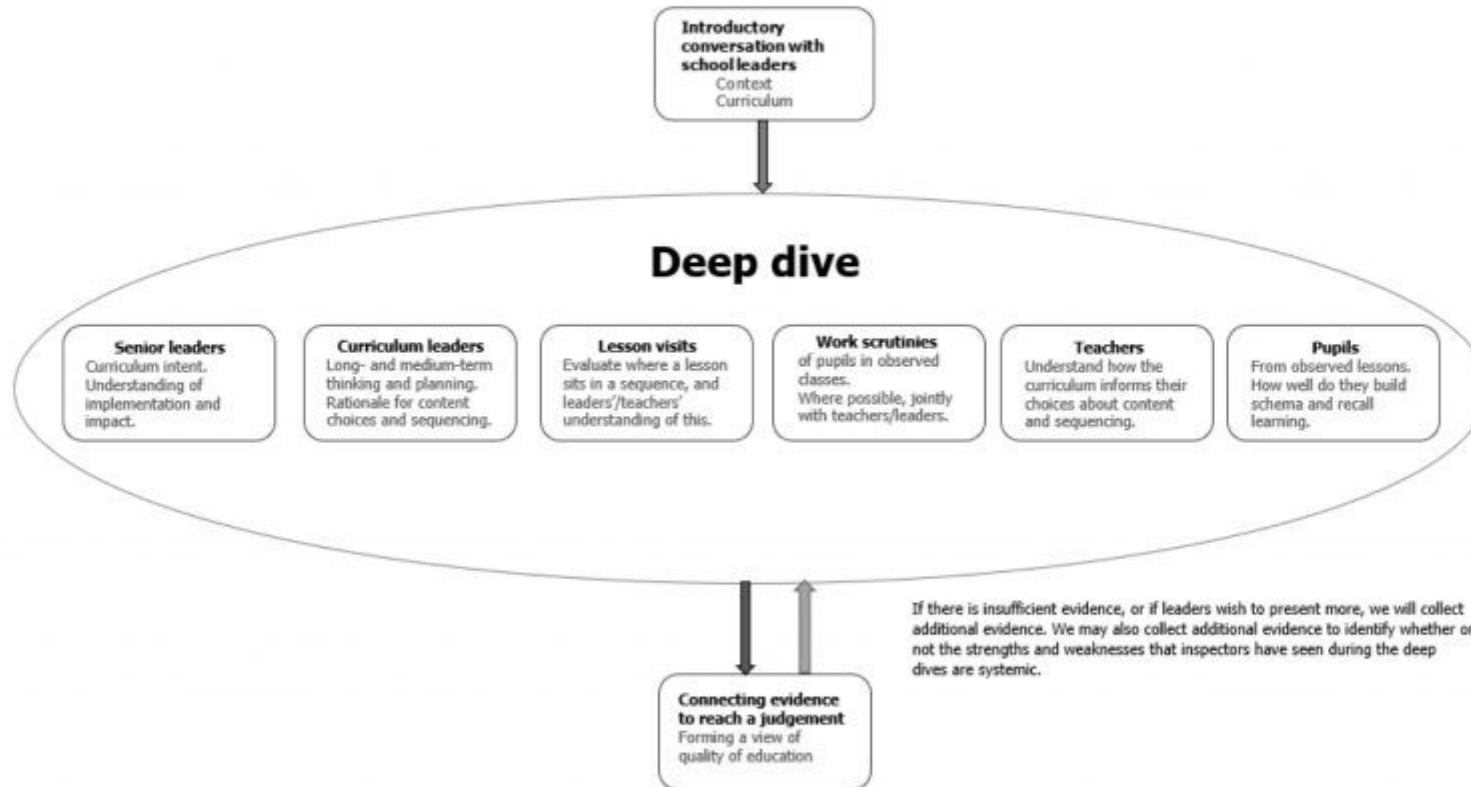 Introductory
conversation with
school leaders
Context
Curriculum
Deep dive
Senior leaders
Curriculum intent.
Understanding of
implementation and
impact.
Curriculum leaders
Long- and medium-term
thinking and planning.
Rationale for content
choices and sequencing.
Lesson visits
Evaluate where a lesson
sits in a sequence, and
leaders'/teachers'
understanding of this.
Work scrutinies
of pupils in observed
classes.
Where possible, jointly
with teachers/leaders.
Teachers
Understand how the
curriculum informs their
choices about content
and sequencing.
Pupils
From observed lessons.
How well do they build
schema and recall
learning.
If there is insufficient evidence, or if leaders wish to present more, we will collect
additional evidence. We may also collect additional evidence to identify whether or
not the strengths and weaknesses that inspectors have seen during the deep
dives are systemic.
Connecting evidence
to reach a judgement
Forming a view of
quality of education